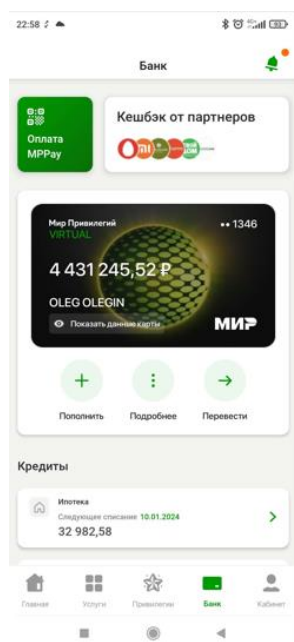 22:58
Банк
Оплата
MPPay
Кешбэк от партнеров
Мир Привилегий
VIRTUAL
•• 1346
4 431 245,52 ₽
OLEG OLEGIN
Показать данные карты
МИР
Пополнить
Подробнее
Перевести
Кредиты
Ипотека
Следующее списание 10.01.2024
32 982,58
Главная
Услуги
Привилегии
Банк
Кабинет